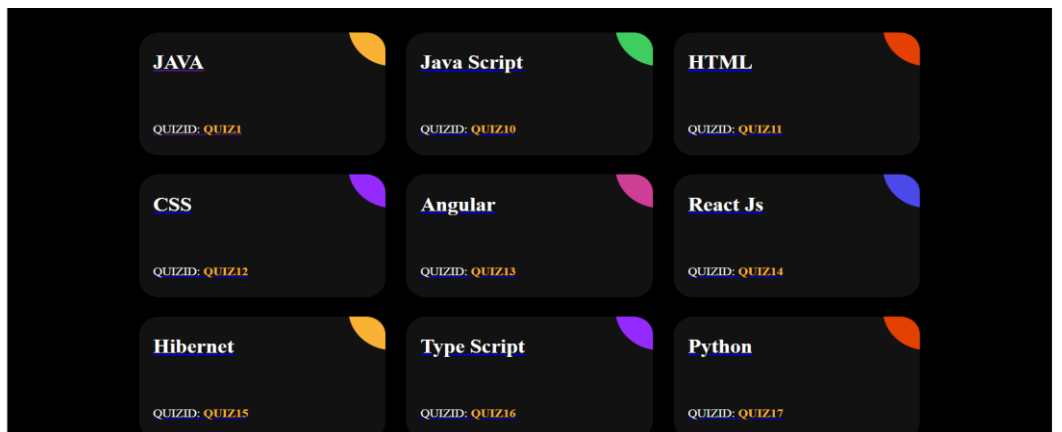 JAVA
QUIZID: QUIZ1
Java Script
QUIZID: QUIZ10
HTML
QUIZID: QUIZ11
CSS
QUIZID: QUIZ12
Angular
QUIZID: QUIZ13
React Js
QUIZID: QUIZ14
Hibernet
QUIZID: QUIZ15
Type Script
QUIZID: QUIZ16
Python
QUIZID: QUIZ17